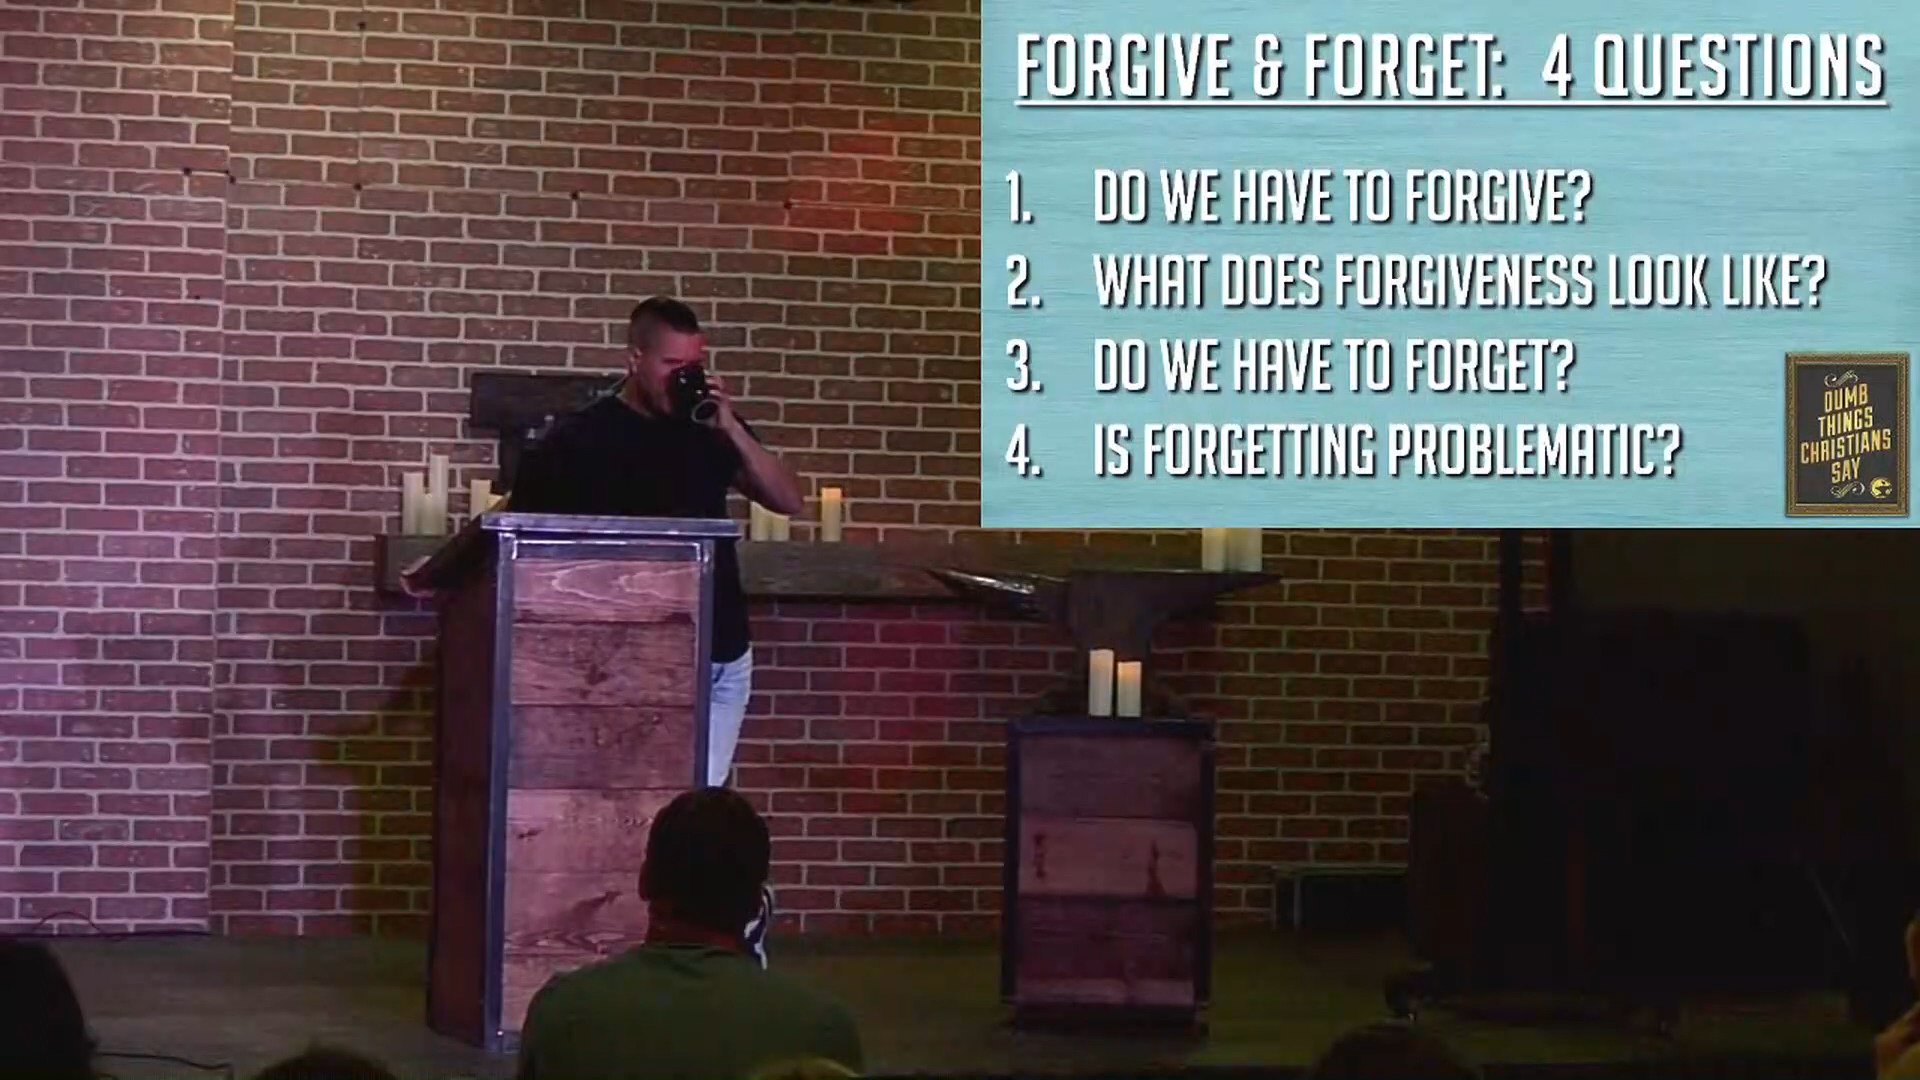 FORGIVE & FORGET: 4 QUESTIONS
1. DO WE HAVE TO FORGIVE?
2. WHAT DOES FORGIVENESS LOOK LIKE?
3. DO WE HAVE TO FORGET?
4. IS FORGETTING PROBLEMATIC?
DUMB
THINGS
CHRISTIANS
SAY